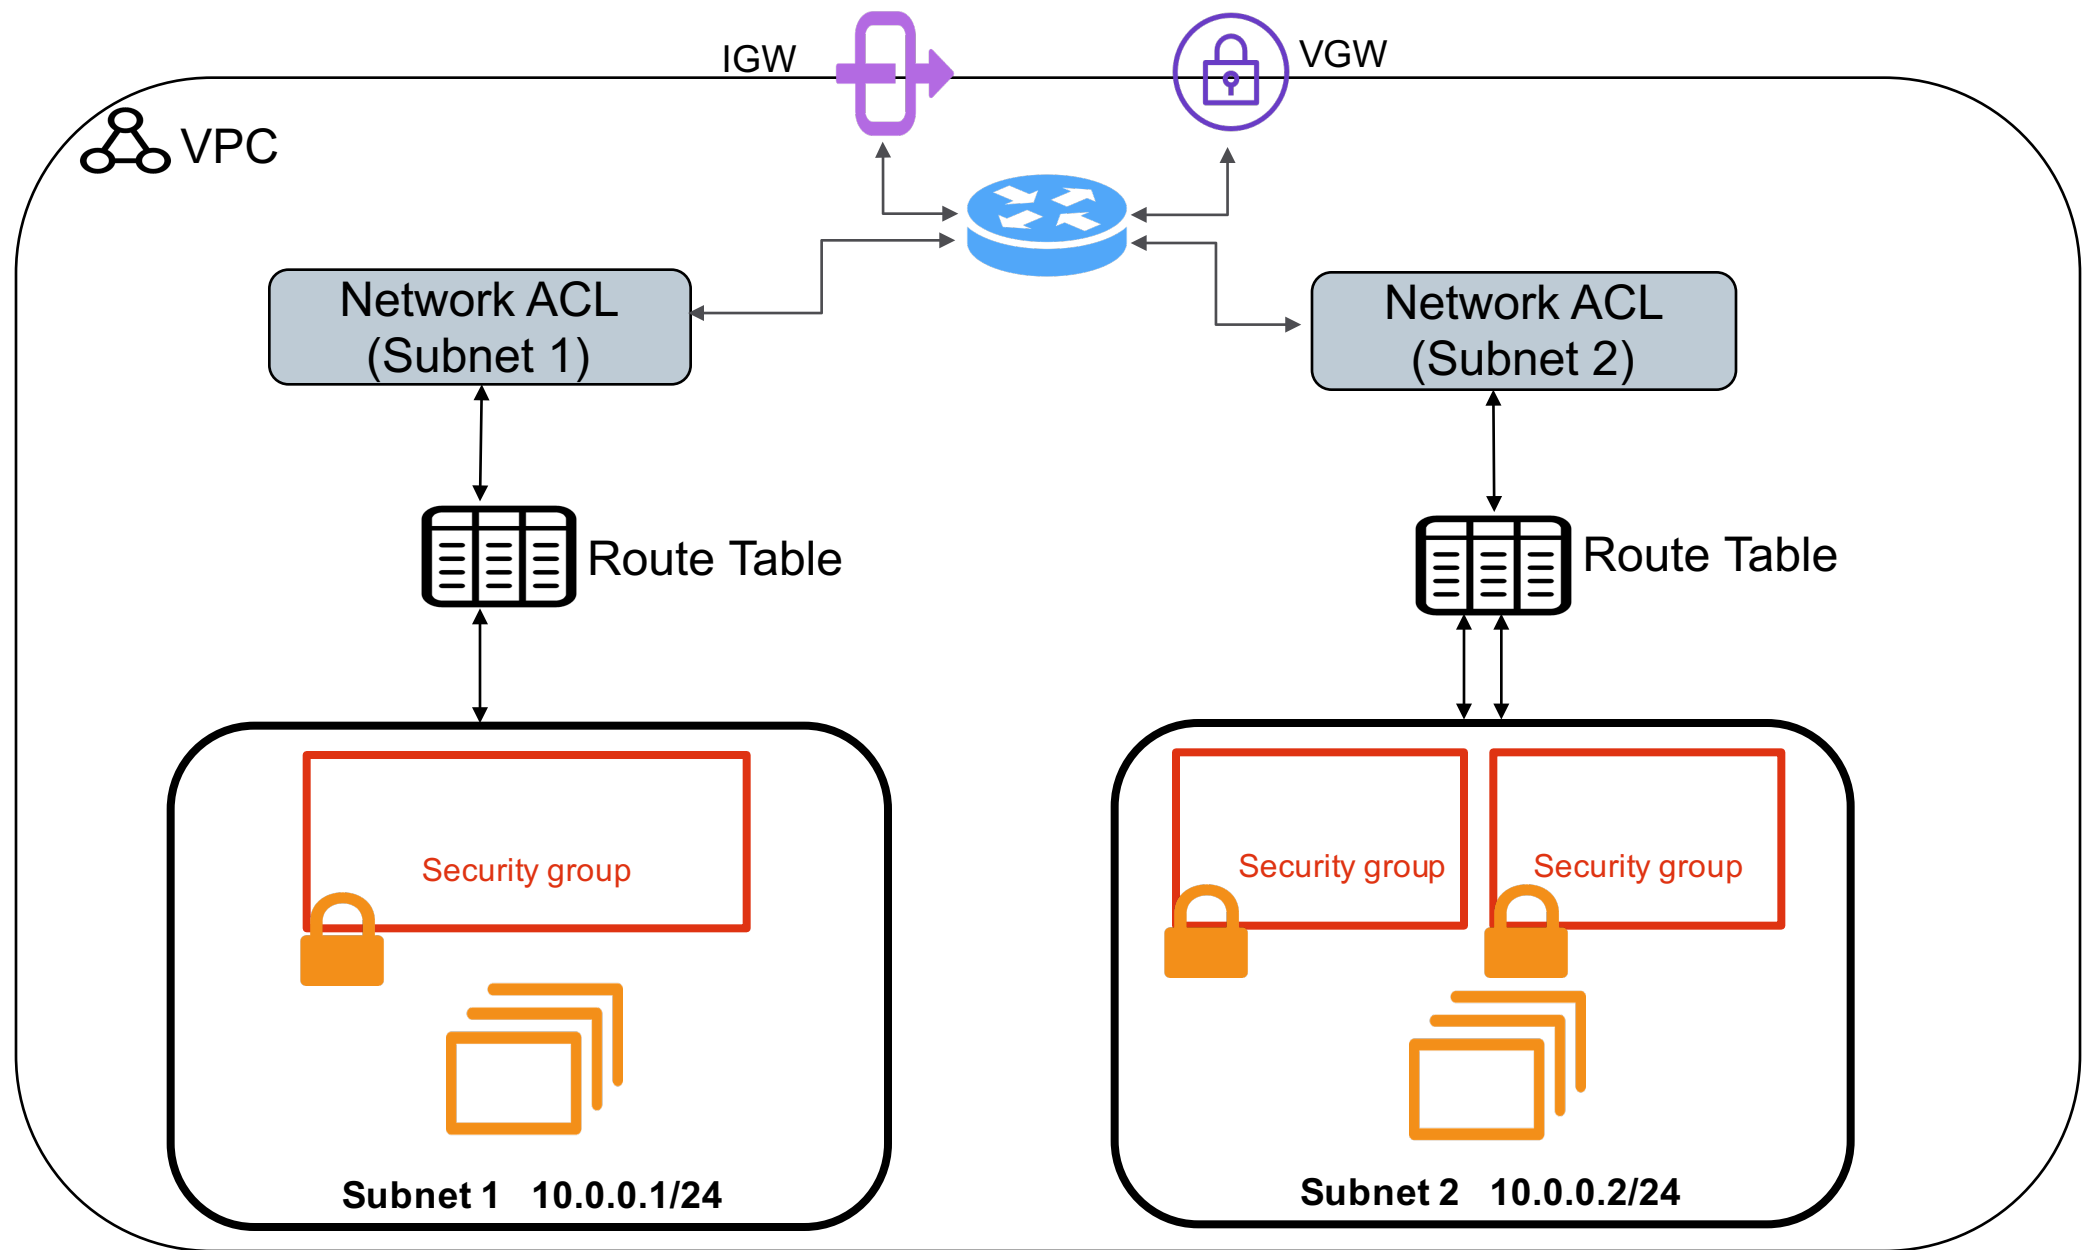 IGW
VGW
VPC
Network ACL
(Subnet 1)
Network ACL
(Subnet 2)
Route Table
Route Table
Security group
Security group
Security group
Subnet 1 10.0.0.1/24
Subnet 2 10.0.0.2/24